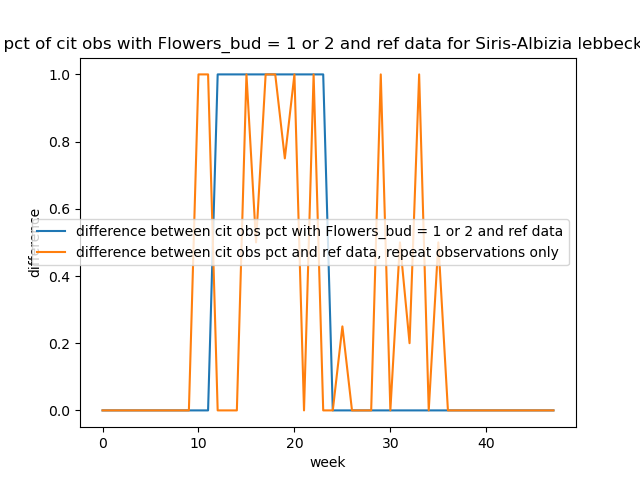 pct of cit obs with Flowers_bud = 1 or 2 and ref data for Siris-Albizia lebbeck
1.0
0.8
0.6
0.4
0.2
0.0
difference
difference between cit obs pct with Flowers_bud = 1 or 2 and ref data
difference between cit obs pct and ref data, repeat observations only
0 10 20 30 40
week